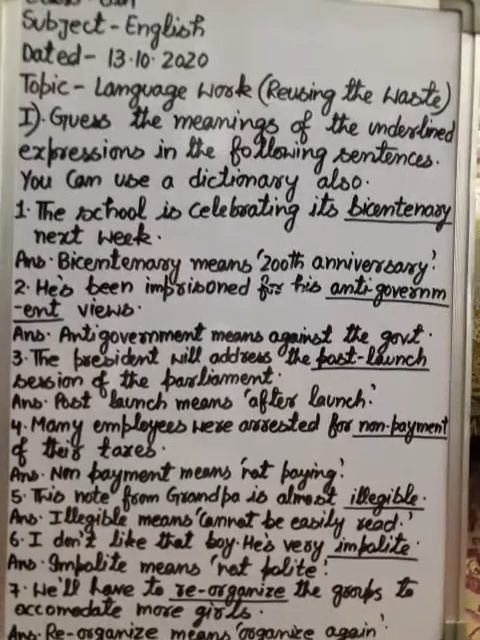 Subject - English
Dated - 13.10.2020
Topic - Language Work (Reusing the Waste)
I). Guess the meanings of the underlined
expressions in the following sentences.
You Can use a dictionary also.
1. The school is celebrating its bicentenary
next week.
Ans. Bicentenary means '200th anniversary'.
2. He's been imprisoned for his anti-governm
-ent views.
Ans. Antigovernment means against the govt.
3. The president will address the post-launch
session of the parliament.
Ans. Post launch means 'after launch'.
4. Many employees were arrested for non-payment
of their taxes.
Ans. Non payment means 'not paying'.
5. This note from Grandpa is almost illegible.
Ans. Illegible means 'Cannot be easily read.'
6. I don't like that boy. He's very impolite.
Ans. Impolite means 'not polite'.
7. We'll have to re-organize the groups to
accomodate more girls.
Ans. Re-organize means 'organize again'.